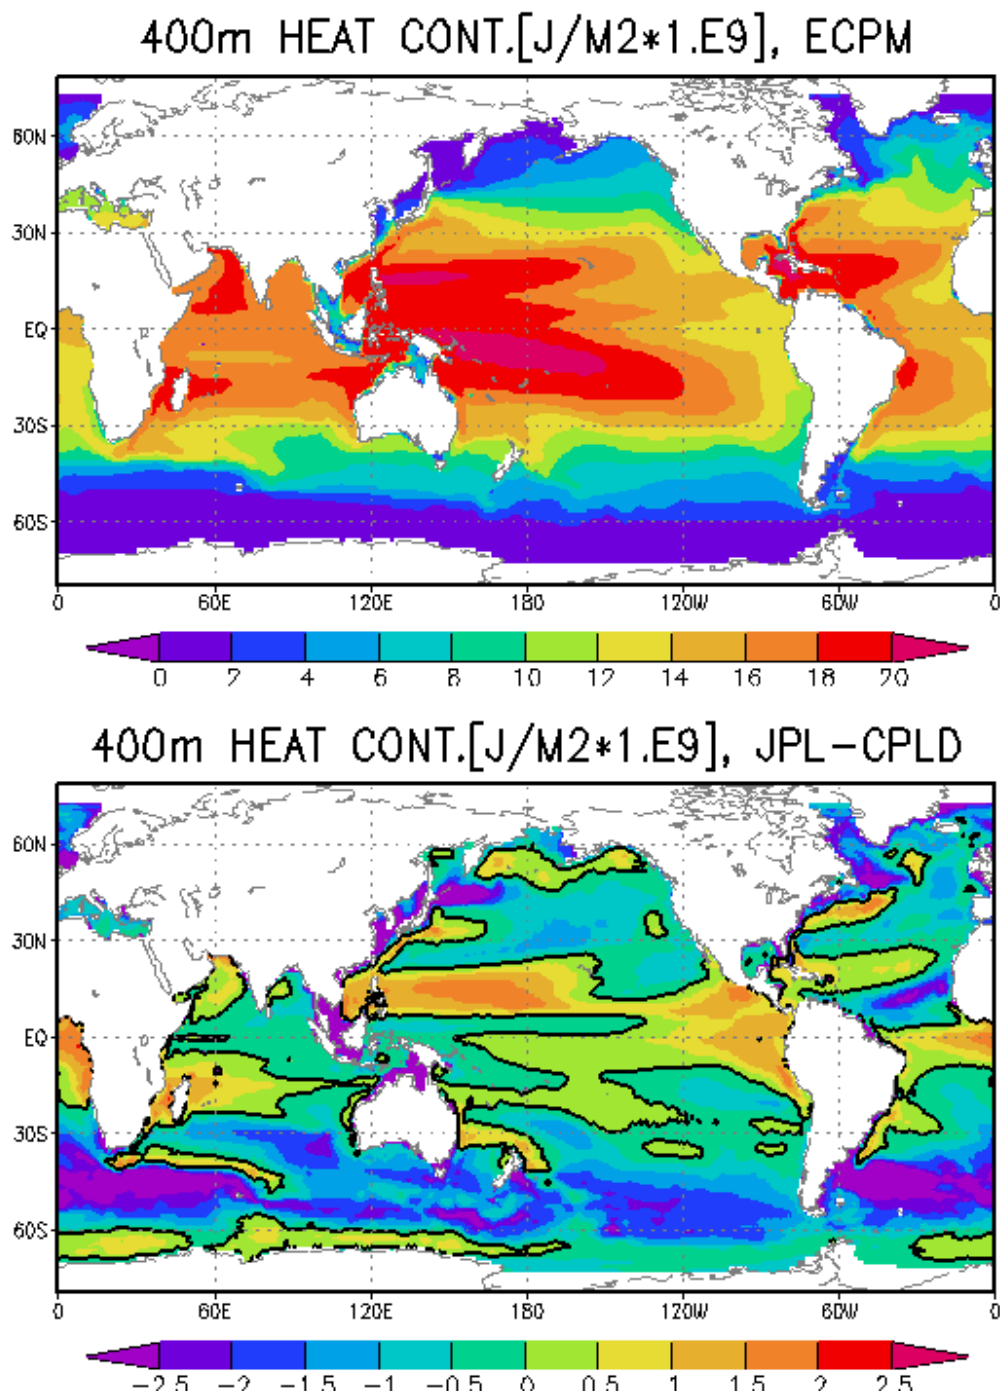 400m HEAT CONT.[J/M2*1.E9], ECPM
60N
30N
EQ
30S
60S
0 60E 120E 180 120W 60W 0
0 2 4 6 8 10 12 14 16 18 20
400m HEAT CONT.[J/M2*1.E9], JPL-CPLD
60N
30N
EQ
30S
60S
0 60E 120E 180 120W 60W 0
-2.5 -2 -1.5 -1 -0.5 0 0.5 1 1.5 2 2.5